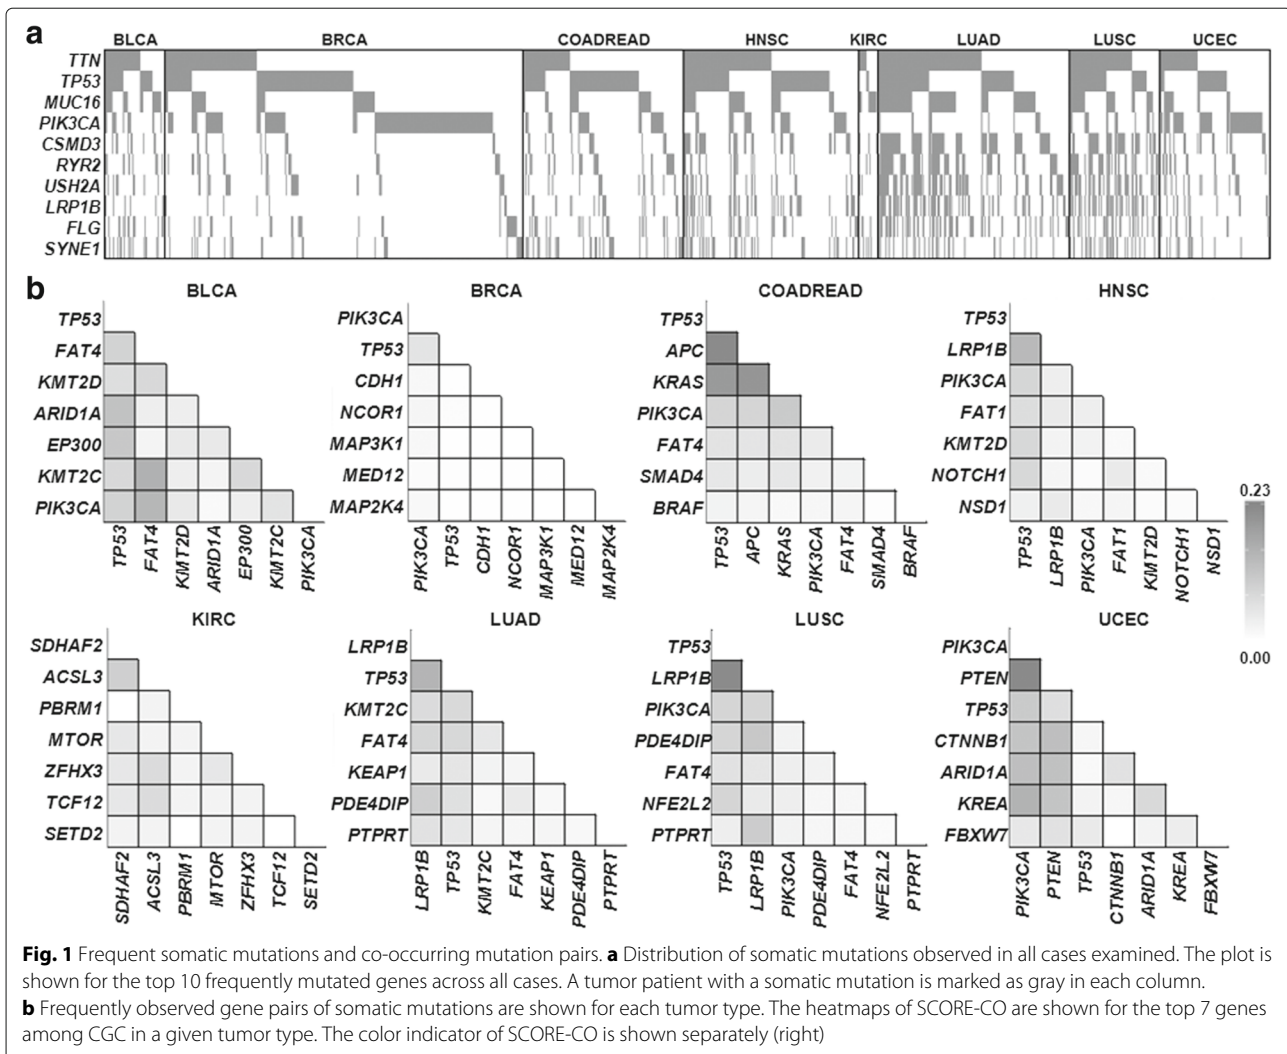 a
BLCA BRCA COADREAD HNSC KIRC LUAD LUSC UCEC
TTN
TP53
MUC16
PIK3CA
CSMD3
RYR2
USH2A
LRP1B
FLG
SYNE1
b
BLCA
TP53
FAT4
KMT2D
ARID1A
EP300
KMT2C
PIK3CA
TP53 FAT4 KMT2D ARID1A EP300 KMT2C PIK3CA
BRCA
PIK3CA
TP53
CDH1
NCOR1
MAP3K1
MED12
MAP2K4
PIK3CA TP53 CDH1 NCOR1 MAP3K1 MED12 MAP2K4
COADREAD
TP53
APC
KRAS
PIK3CA
FAT4
SMAD4
BRAF
TP53 APC KRAS PIK3CA FAT4 SMAD4 BRAF
HNSC
TP53
LRP1B
PIK3CA
FAT1
KMT2D
NOTCH1
NSD1
TP53 LRP1B PIK3CA FAT1 KMT2D NOTCH1 NSD1
0.23
0.00
KIRC
SDHAF2
ACSL3
PBRM1
MTOR
ZFHX3
TCF12
SETD2
SDHAF2 ACSL3 PBRM1 MTOR ZFHX3 TCF12 SETD2
LUAD
LRP1B
TP53
KMT2C
FAT4
KEAP1
PDE4DIP
PTPRT
LRP1B TP53 KMT2C FAT4 KEAP1 PDE4DIP PTPRT
LUSC
TP53
LRP1B
PIK3CA
PDE4DIP
FAT4
NFE2L2
PTPRT
TP53 LRP1B PIK3CA PDE4DIP FAT4 NFE2L2 PTPRT
UCEC
PIK3CA
PTEN
TP53
CTNNB1
ARID1A
KREA
FBXW7
PIK3CA PTEN TP53 CTNNB1 ARID1A KREA FBXW7
Fig. 1 Frequent somatic mutations and co-occurring mutation pairs. a Distribution of somatic mutations observed in all cases examined. The plot is
shown for the top 10 frequently mutated genes across all cases. A tumor patient with a somatic mutation is marked as gray in each column.
b Frequently observed gene pairs of somatic mutations are shown for each tumor type. The heatmaps of SCORE-CO are shown for the top 7 genes
among CGC in a given tumor type. The color indicator of SCORE-CO is shown separately (right)